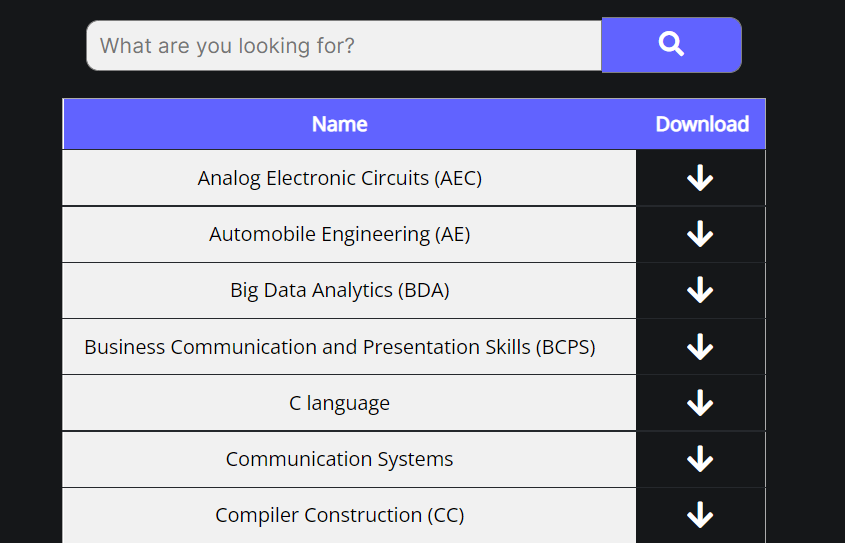 What are you looking for?
Name Download
Analog Electronic Circuits (AEC)
Automobile Engineering (AE)
Big Data Analytics (BDA)
Business Communication and Presentation Skills (BCPS)
C language
Communication Systems
Compiler Construction (CC)